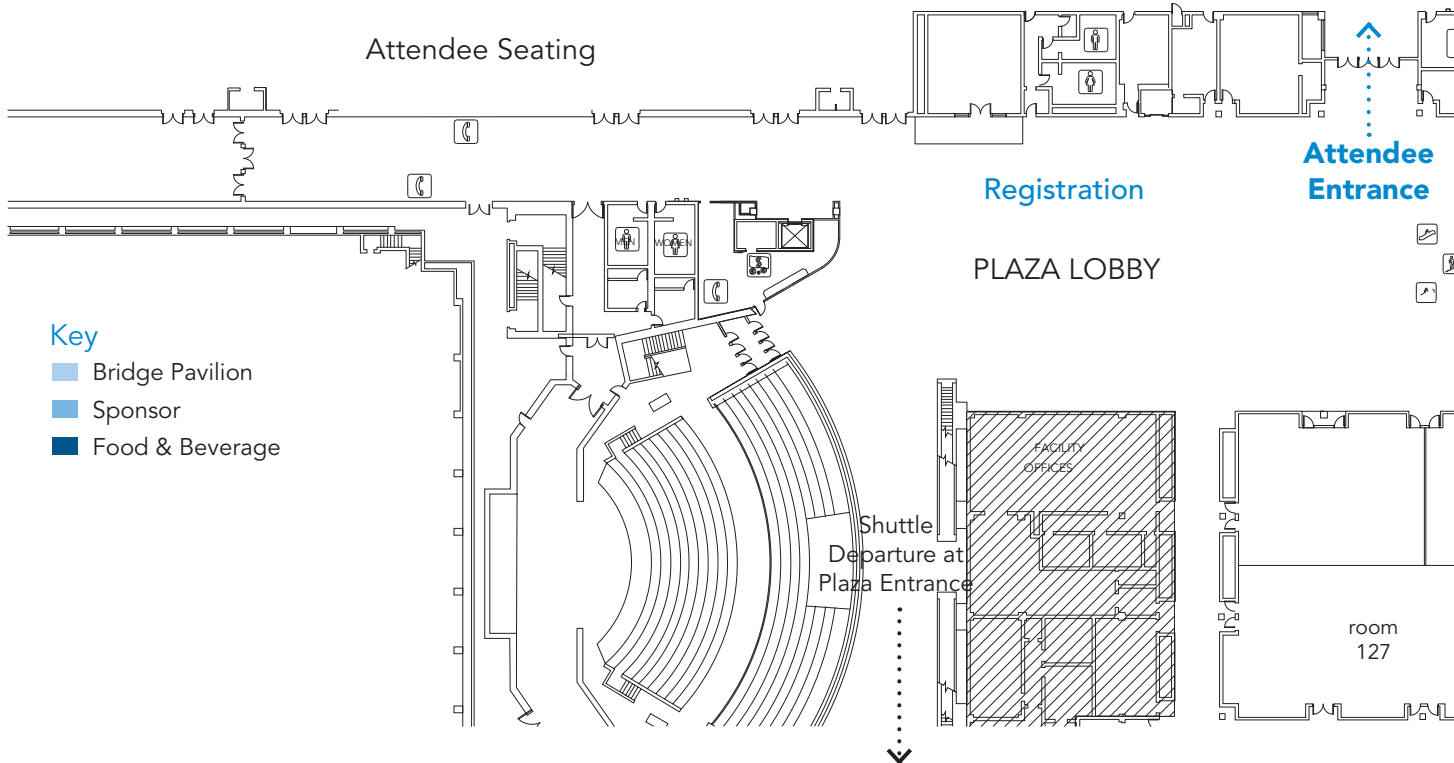 Attendee Seating
Attendee
Entrance
Registration
MEN
WOMEN
PLAZA LOBBY
Key
Bridge Pavilion
Sponsor
Food & Beverage
FACILITY
OFFICES
Shuttle
Departure at
Plaza Entrance
room
127